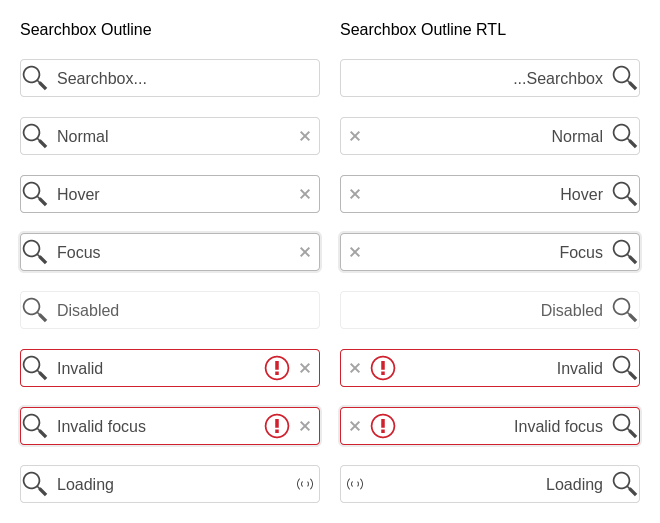 Searchbox Outline
Searchbox...
Normal
Hover
Focus
Disabled
Invalid
Invalid focus
Loading
Searchbox Outline RTL
...Searchbox
Normal
Hover
Focus
Disabled
Invalid
Invalid focus
Loading